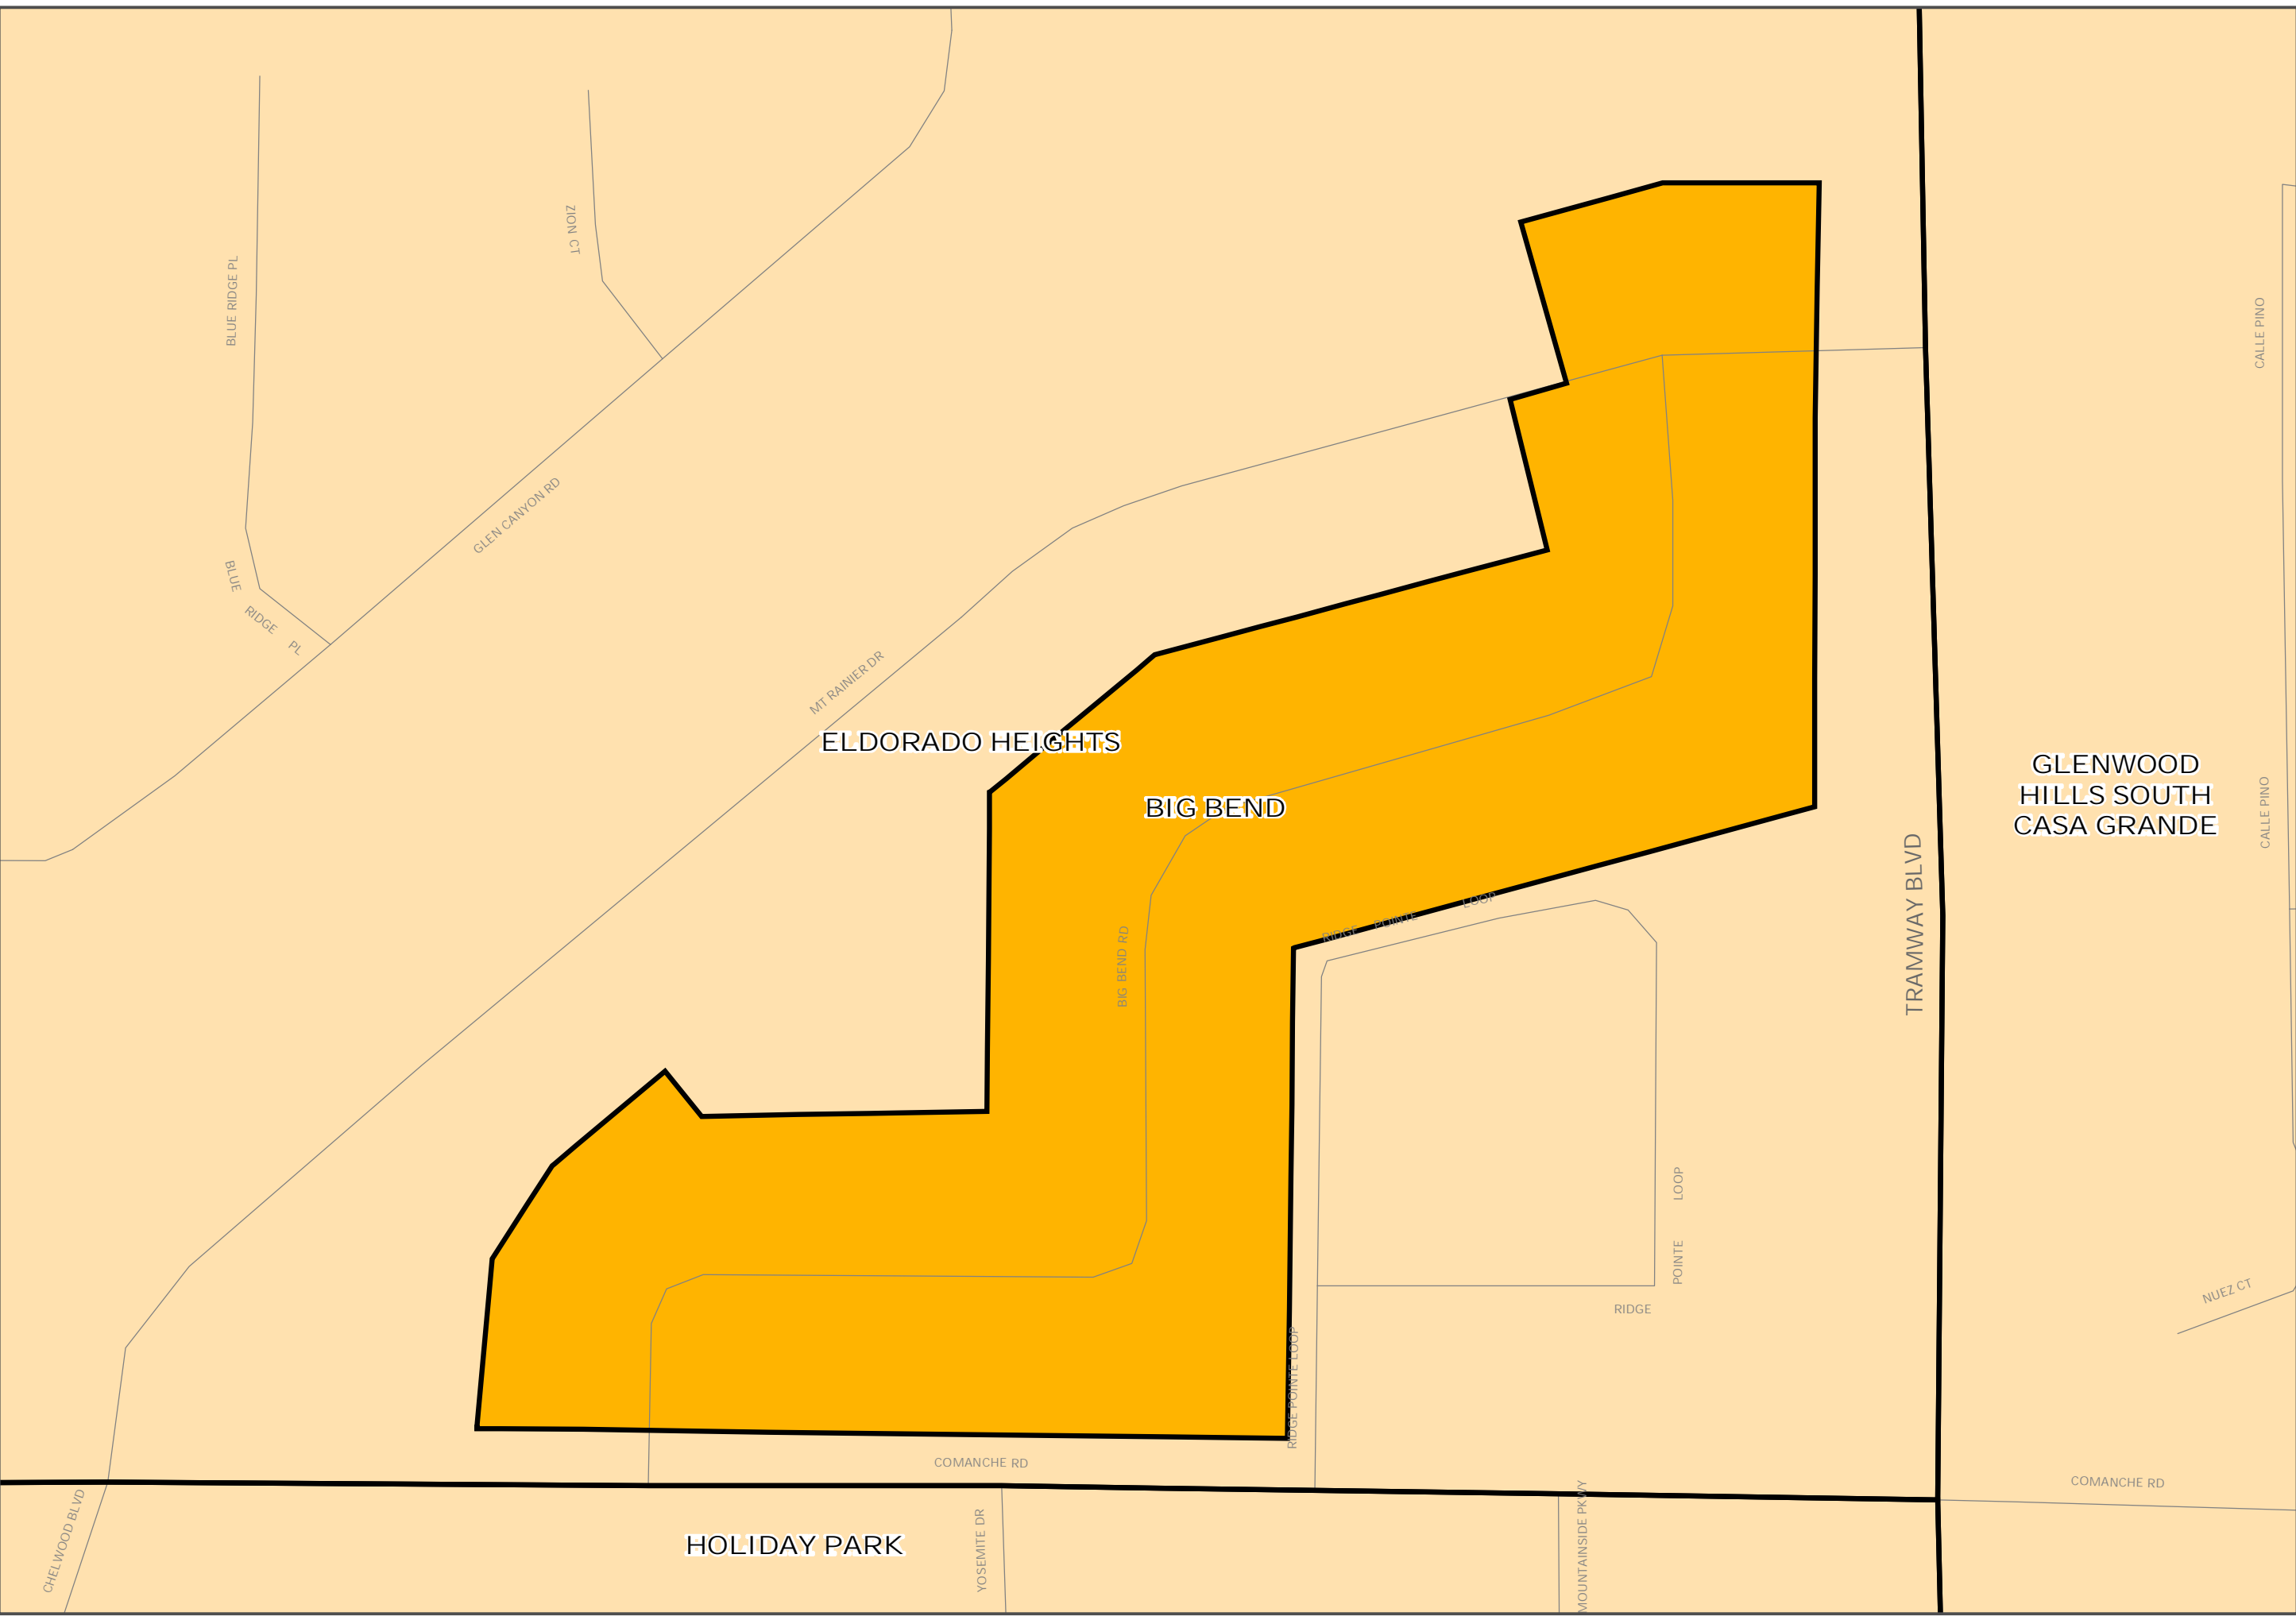 ZION CT
BLUE RIDGE PL
CALLE PINO
GLEN CANYON RD
BLUE RIDGE PL
MT RAINIER DR
ELDORADO HEIGHTS
BIG BEND
GLENWOOD
HILLS SOUTH
CASA GRANDE
CALLE PINO
TRAMWAY BLVD
RIDGE POINTE LOOP
BIG BEND RD
RIDGE POINTE LOOP
NUEZ CT
RIDGE POINTE LOOP
COMANCHE RD
COMANCHE RD
CHELWOOD BLVD
HOLIDAY PARK
YOSEMITE DR
MOUNTAINSIDE PKWY